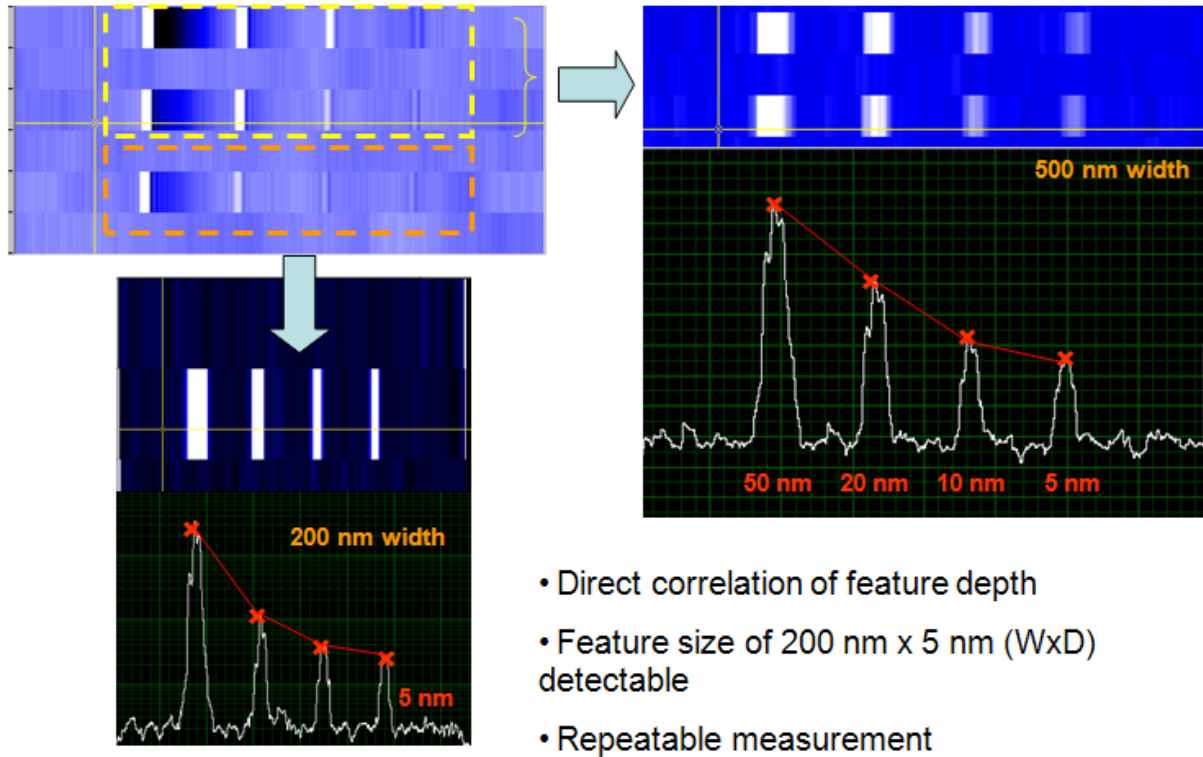 500 nm width
50 nm 20 nm 10 nm 5 nm
200 nm width
5 nm
• Direct correlation of feature depth
• Feature size of 200 nm x 5 nm (WxD)
detectable
• Repeatable measurement